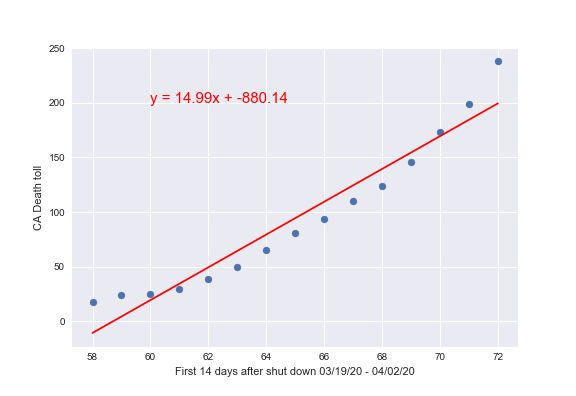 250
200
150
100
50
0
y = 14.99x + -880.14
CA Death toll
58 60 62 64 66 68 70 72
First 14 days after shut down 03/19/20 - 04/02/20